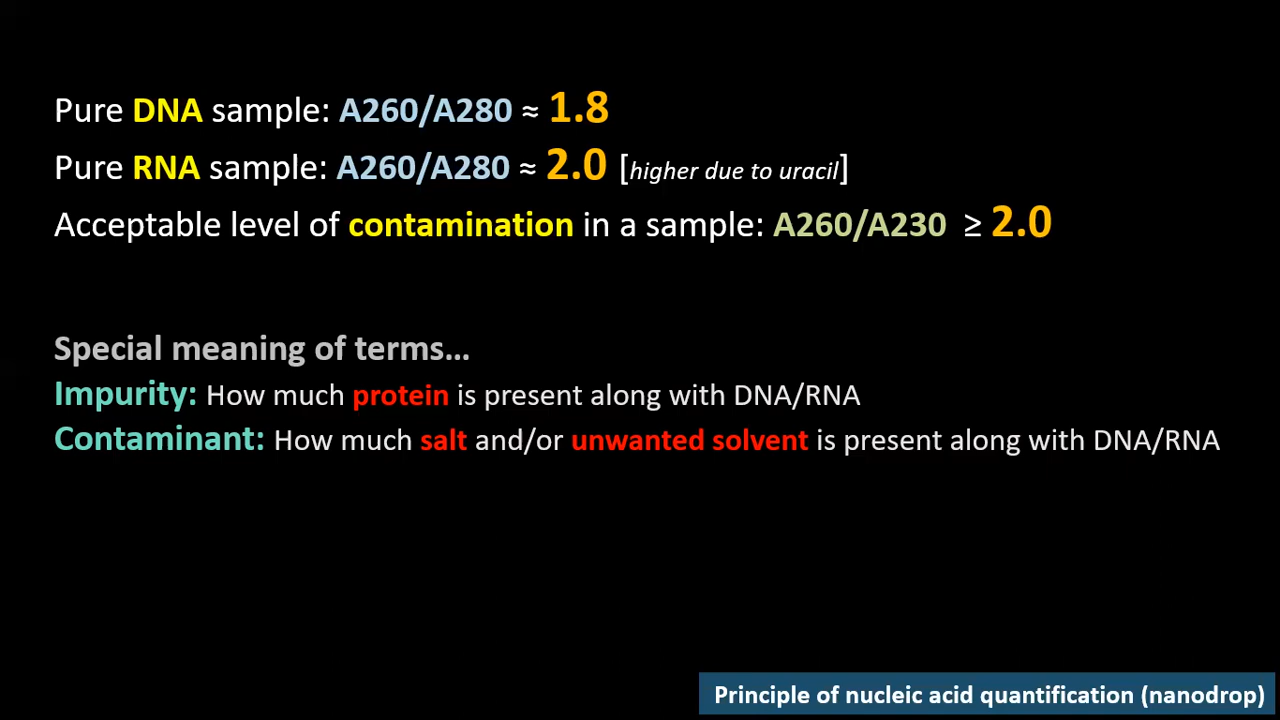 Pure DNA sample: A260/A280 ≈ 1.8
Pure RNA sample: A260/A280 ≈ 2.0 [higher due to uracil]
Acceptable level of contamination in a sample: A260/A230 ≥ 2.0
Special meaning of terms...
Impurity: How much protein is present along with DNA/RNA
Contaminant: How much salt and/or unwanted solvent is present along with DNA/RNA
Principle of nucleic acid quantification (nanodrop)